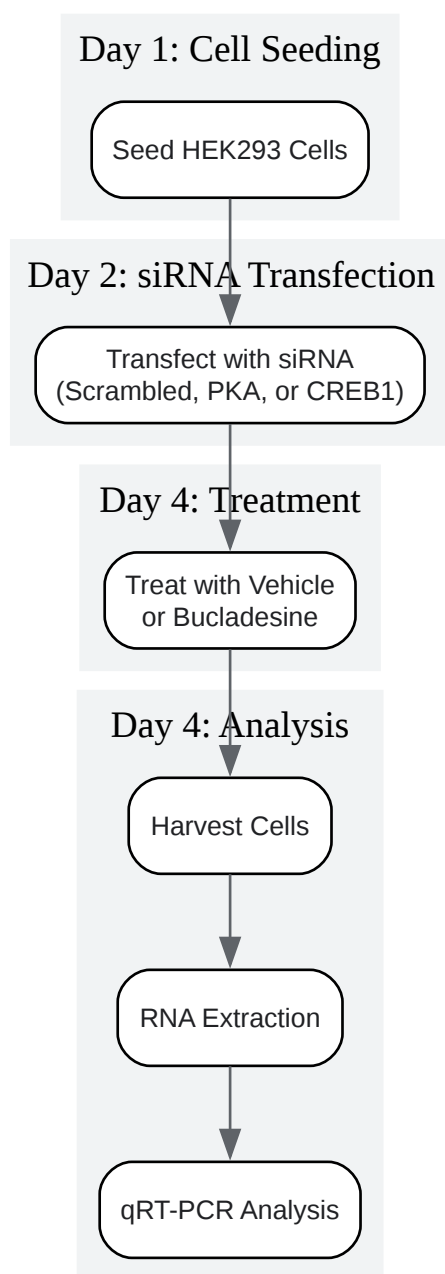 Day 1: Cell Seeding
Seed HEK293 Cells
Day 2: siRNA Transfection
Transfect with siRNA
(Scrambled, PKA, or CREB1)
Day 4: Treatment
Treat with Vehicle
or Bucladesine
Day 4: Analysis
Harvest Cells
RNA Extraction
qRT-PCR Analysis